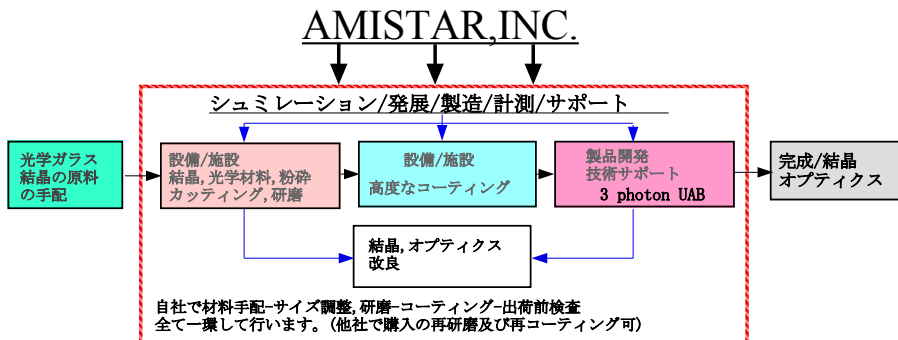 AMISTAR,INC.
シュミレーション/発展/製造/計測/サポート
光学ガラス
結晶の原料
の手配
設備/施設
結晶,光学材料,粉砕
カッティング,研磨
設備/施設
高度なコーティング
製品開発
技術サポート
3 photon UAB
完成/結晶
オプティクス
結晶,オプティクス
改良
自社で材料手配-サイズ調整,研磨-コーティング-出荷前検査
全て一環して行います。(他社で購入の再研磨及び再コーティング可)